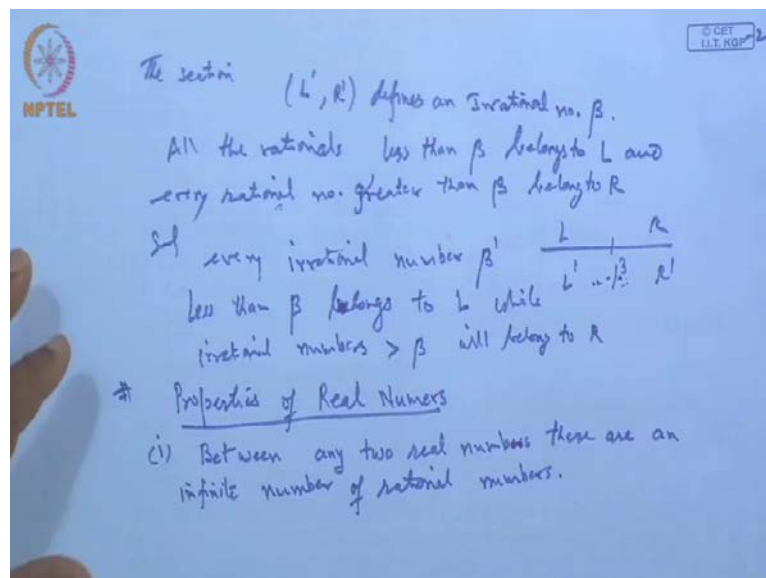 © CET
I.I.T. KGP
NPTEL
The section (L', R') defines an Irrational no. β.
All the rationals less than β belongs to L and
every rational no. greater than β belong to R
every irrational number β'
L R
L' β R'
less than β belongs to L while
irrational numbers > β will belong to R
# Properties of Real Numers
(i) Between any two real numbers there are an
infinite number of rational numbers.